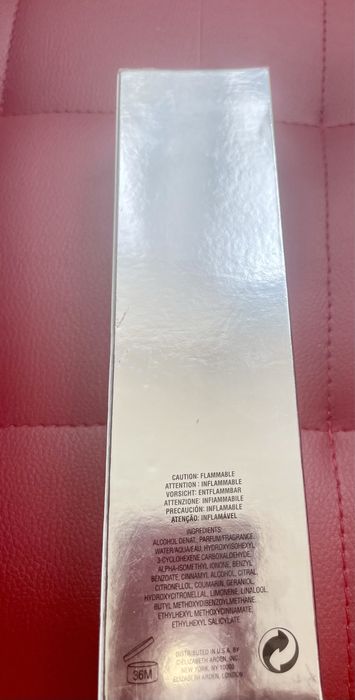 CAUTION: FLAMMABLE
ATTENTION : INFLAMMABLE
VORSICHT: ENTFLAMMBAR
ATTENZIONE: INFIAMMABILE
PRECAUCIÓN: INFLAMABLE
ATENÇÃO: INFLAMÁVEL
INGREDIENTS:
ALCOHOL DENAT., PARFUM/FRAGRANCE,
WATER/AQUA/EAU, HYDROXYISOHEXYL
3-CYCLOHEXENE CARBOXALDEHYDE,
ALPHA-ISOMETHYL IONONE, BENZYL
BENZOATE, CINNAMYL ALCOHOL, CITRAL,
CITRONELLOL, COUMARIN, GERANIOL,
HYDROXYCITRONELLAL, LIMONENE, LINALOOL,
BUTYL METHOXYDIBENZOYLMETHANE,
ETHYLHEXYL METHOXYCINNAMATE,
ETHYLHEXYL SALICYLATE.
36M
DISTRIBUTED IN U.S.A. BY
ELIZABETH ARDEN, INC.
NEW YORK, NY
ELIZABETH ARDEN, LONDON